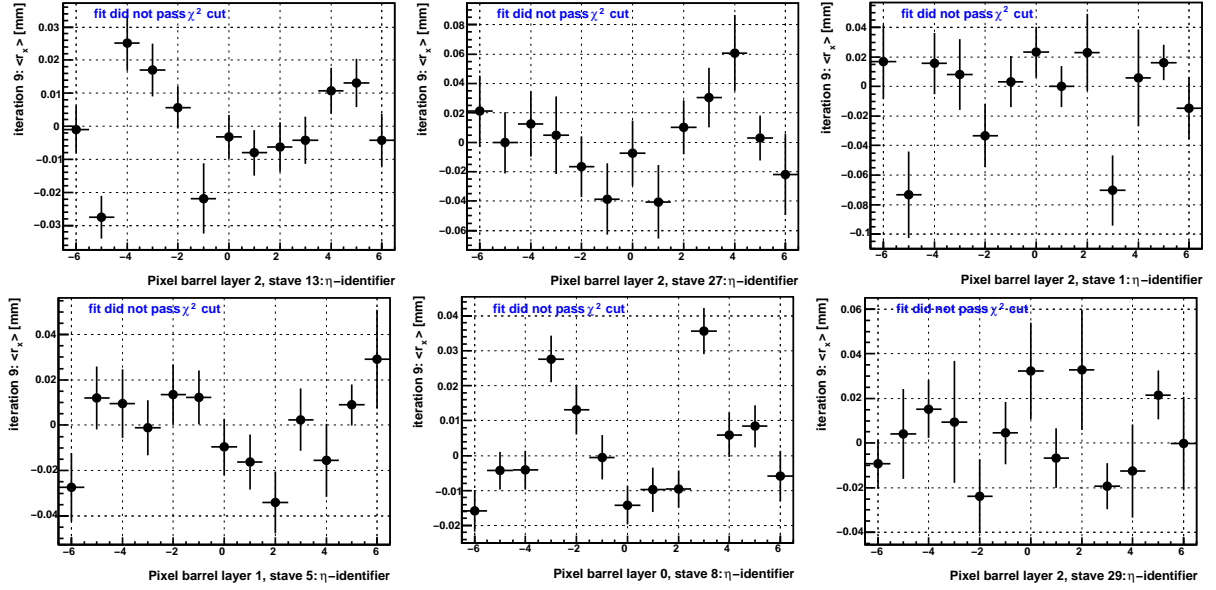 fit did not pass χ² cut
iteration 9: <r_x> [mm]
0.03
0.02
0.01
0
−0.01
−0.02
−0.03
−6 −4 −2 0 2 4 6
Pixel barrel layer 2, stave 13: η−identifier
fit did not pass χ² cut
iteration 9: <r_x> [mm]
0.08
0.06
0.04
0.02
0
−0.02
−0.04
−0.06
−6 −4 −2 0 2 4 6
Pixel barrel layer 2, stave 27: η−identifier
fit did not pass χ² cut
iteration 9: <r_x> [mm]
0.04
0.02
0
−0.02
−0.04
−0.06
−0.08
−0.1
−6 −4 −2 0 2 4 6
Pixel barrel layer 2, stave 1: η−identifier
fit did not pass χ² cut
iteration 9: <r_x> [mm]
0.04
0.02
0
−0.02
−0.04
−6 −4 −2 0 2 4 6
Pixel barrel layer 1, stave 5: η−identifier
fit did not pass χ² cut
iteration 9: <r_x> [mm]
0.04
0.03
0.02
0.01
0
−0.01
−0.02
−6 −4 −2 0 2 4 6
Pixel barrel layer 0, stave 8: η−identifier
fit did not pass χ² cut
iteration 9: <r_x> [mm]
0.06
0.04
0.02
0
−0.02
−0.04
−6 −4 −2 0 2 4 6
Pixel barrel layer 2, stave 29: η−identifier